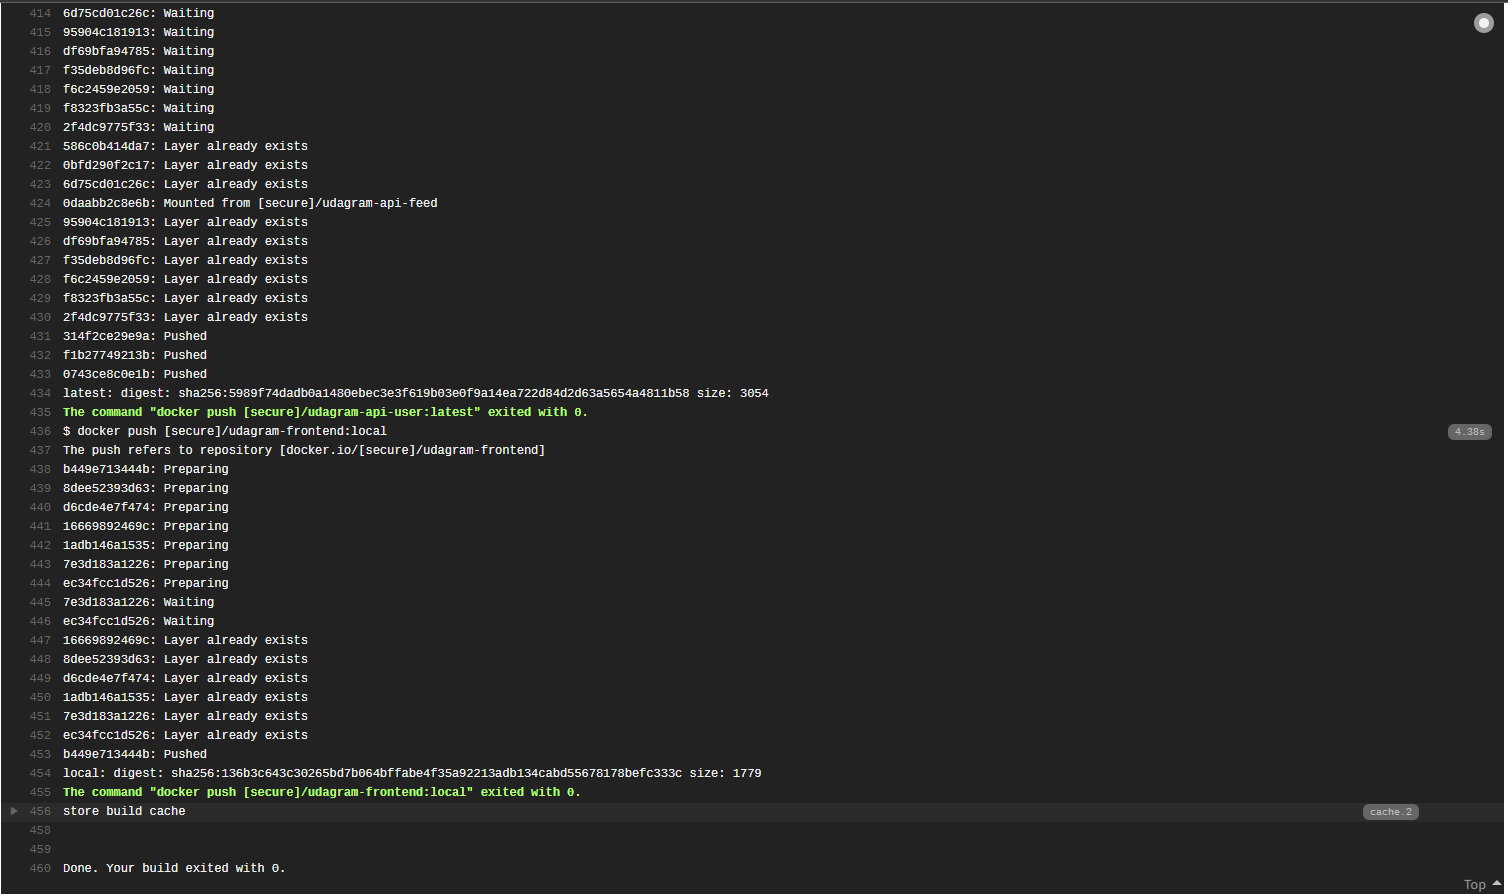 414 6d75cd01c26c: Waiting
415 95904c181913: Waiting
416 df69bfa94785: Waiting
417 f35deb8d96fc: Waiting
418 f6c2459e2059: Waiting
419 f8323fb3a55c: Waiting
420 2f4dc9775f33: Waiting
421 586c0b414da7: Layer already exists
422 0bfd290f2c17: Layer already exists
423 6d75cd01c26c: Layer already exists
424 0daabb2c8e6b: Mounted from [secure]/udagram-api-feed
425 95904c181913: Layer already exists
426 df69bfa94785: Layer already exists
427 f35deb8d96fc: Layer already exists
428 f6c2459e2059: Layer already exists
429 f8323fb3a55c: Layer already exists
430 2f4dc9775f33: Layer already exists
431 314f2ce29e9a: Pushed
432 f1b27749213b: Pushed
433 0743ce8c0e1b: Pushed
434 latest: digest: sha256:5989f74dadb0a1480ebec3e3f619b03e0f9a14ea722d84d2d63a5654a4811b58 size: 3054
435 The command "docker push [secure]/udagram-api-user:latest" exited with 0.
436 $ docker push [secure]/udagram-frontend:local 4.38s
437 The push refers to repository [docker.io/[secure]/udagram-frontend]
438 b449e713444b: Preparing
439 8dee52393d63: Preparing
440 d6cde4e7f474: Preparing
441 16669892469c: Preparing
442 1adb146a1535: Preparing
443 7e3d183a1226: Preparing
444 ec34fcc1d526: Preparing
445 7e3d183a1226: Waiting
446 ec34fcc1d526: Waiting
447 16669892469c: Layer already exists
448 8dee52393d63: Layer already exists
449 d6cde4e7f474: Layer already exists
450 1adb146a1535: Layer already exists
451 7e3d183a1226: Layer already exists
452 ec34fcc1d526: Layer already exists
453 b449e713444b: Pushed
454 local: digest: sha256:136b3c643c30265bd7b064bffabe4f35a92213adb134cabd55678178befc333c size: 1779
455 The command "docker push [secure]/udagram-frontend:local" exited with 0.
456 store build cache cache.2
458
459
460 Done. Your build exited with 0.
Top